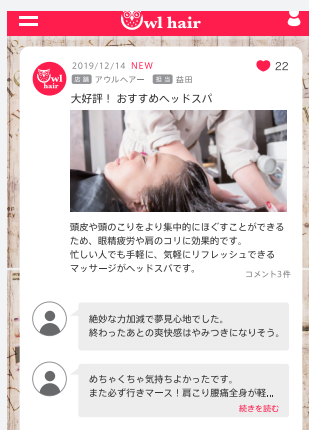 Owl hair
Owl
hair
2019/12/14 NEW
店舗 アウルヘアー 担当 益田
22
大好評！ おすすめヘッドスパ
頭皮や頭のこりをより集中的にほぐすことができる
ため、眼精疲労や肩のコリに効果的です。
忙しい人でも手軽に、気軽にリフレッシュできる
マッサージがヘッドスパです。
コメント3件
絶妙な力加減で夢見心地でした。
終わったあとの爽快感はやみつきになりそう。
めちゃくちゃ気持ちよかったです。
また必ず行きマース！肩こり腰痛全身が軽...
続きを読む